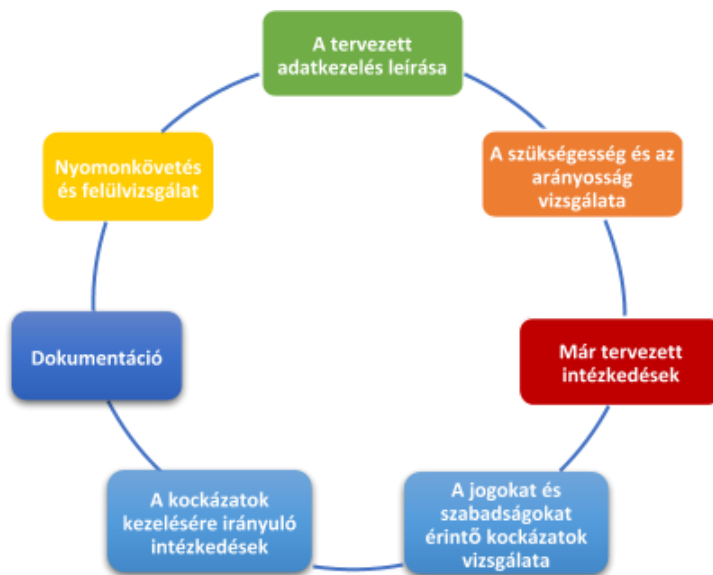 A tervezett
adatkezelés leírása
A szükségesség és az
arányosság
vizsgálata
Már tervezett
intézkedések
A jogokat és
szabadságokat
érintő kockázatok
vizsgálata
A kockázatok
kezelésére irányuló
intézkedések
Dokumentáció
Nyomonkövetés
és felülvizsgálat